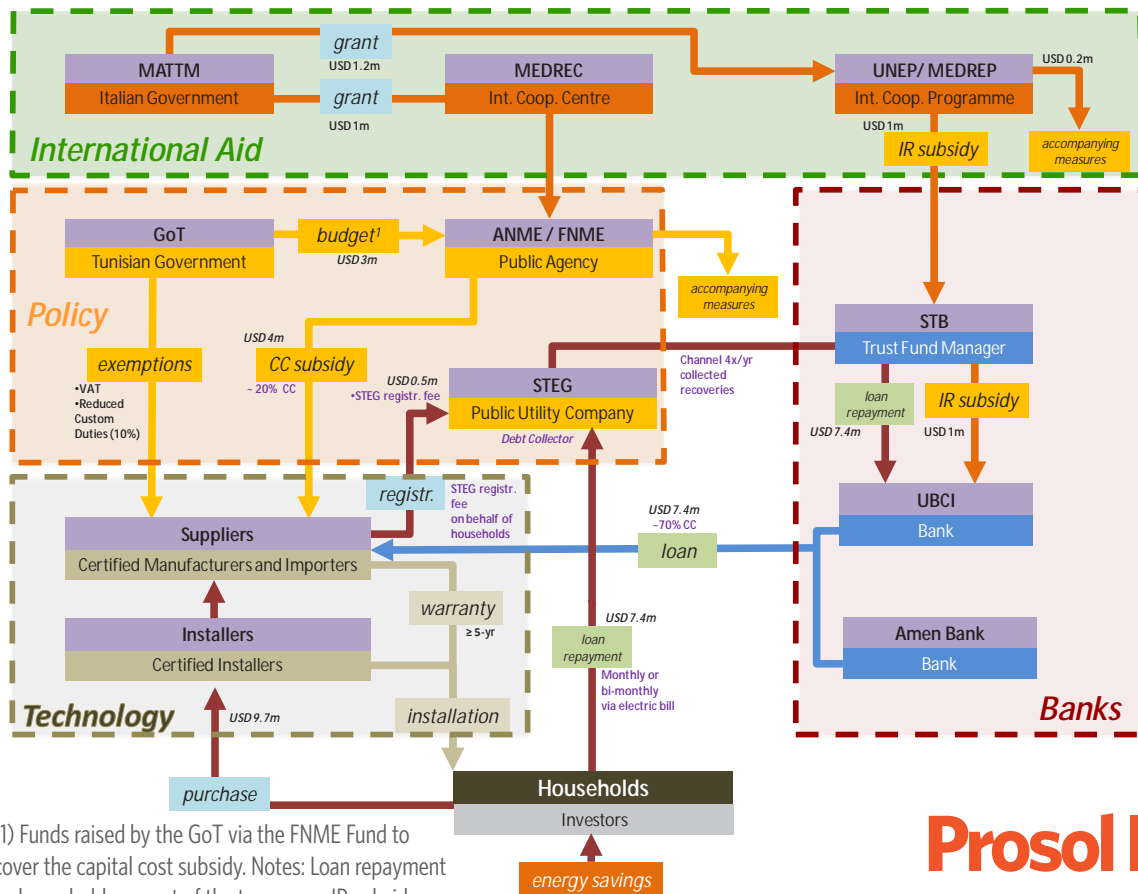 grant
USD 1.2m
MATTM
Italian Government
grant
USD 1m
MEDREC
Int. Coop. Centre
UNEP/ MEDREP
Int. Coop. Programme
USD 0.2m
accompanying
measures
USD 1m
IR subsidy
International Aid
GoT
Tunisian Government
budget¹
USD 3m
ANME / FNME
Public Agency
accompanying
measures
Policy
exemptions
•VAT
•Reduced
Custom
Duties (10%)
USD 4m
CC subsidy
~ 20% CC
USD 0.5m
•STEG registr. fee
STEG
Public Utility Company
Debt Collector
Channel 4x/yr
collected
recoveries
STB
Trust Fund Manager
loan
repayment
USD 7.4m
IR subsidy
USD 1m
UBCI
Bank
Amen Bank
Bank
Banks
registr.
STEG registr.
fee
on behalf of
households
USD 7.4m
~70% CC
loan
Suppliers
Certified Manufacturers and Importers
warranty
≥ 5-yr
Installers
Certified Installers
USD 7.4m
loan
repayment
Monthly or
bi-monthly
via electric bill
Technology
USD 9.7m
installation
purchase
Households
Investors
energy savings
1) Funds raised by the GoT via the FNME Fund to
cover the capital cost subsidy. Notes: Loan repayment
Prosol